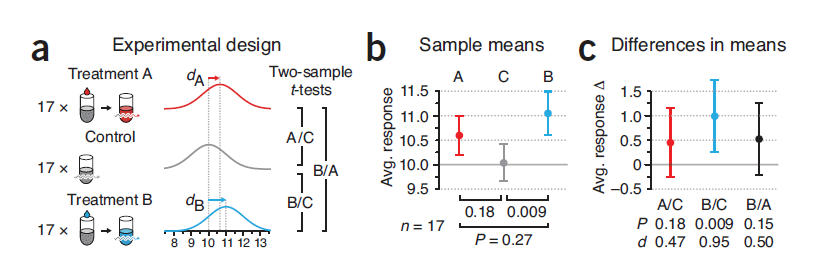 a Experimental design
Treatment A
17 ×
Control
17 ×
Treatment B
17 ×
dA
dB
8 9 10 11 12 13
Two-sample
t-tests
A/C
B/A
B/C
b Sample means
A C B
Avg. response
11.5
11.0
10.5
10.0
9.5
0.18 0.009
n = 17
P = 0.27
c Differences in means
Avg. response Δ
1.5
1.0
0.5
0
–0.5
A/C B/C B/A
P 0.18 0.009 0.15
d 0.47 0.95 0.50